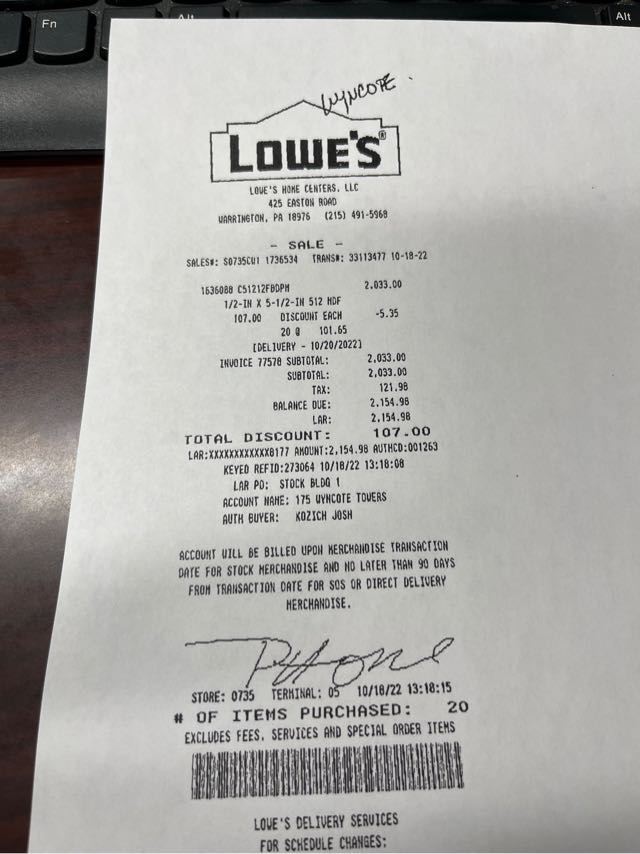 Fn
Alt
Alt
WYNCOTE
LOWE'S®
LOWE'S HOME CENTERS, LLC
425 EASTON ROAD
WARRINGTON, PA 18976 (215) 491-5968
- SALE -
SALES#: S0735CW1 1736534 TRANS#: 33113477 10-18-22
1636088 C51212FBDPM 2,033.00
1/2-IN X 5-1/2-IN 512 MDF
107.00 DISCOUNT EACH -5.35
20 @ 101.65
[DELIVERY - 10/20/2022]
INVOICE 77578 SUBTOTAL: 2,033.00
SUBTOTAL: 2,033.00
TAX: 121.98
BALANCE DUE: 2,154.98
LAR: 2,154.98
TOTAL DISCOUNT: 107.00
LAR:XXXXXXXXXXXX8177 AMOUNT:2,154.98 AUTHCD:001263
KEYED REFID:273064 10/18/22 13:18:08
LAR PO: STOCK BLDG 1
ACCOUNT NAME: 175 WYNCOTE TOWERS
AUTH BUYER: KOZICH JOSH
ACCOUNT WILL BE BILLED UPON MERCHANDISE TRANSACTION
DATE FOR STOCK MERCHANDISE AND NO LATER THAN 90 DAYS
FROM TRANSACTION DATE FOR SOS OR DIRECT DELIVERY
MERCHANDISE.
PHone
STORE: 0735 TERMINAL: 05 10/18/22 13:18:15
# OF ITEMS PURCHASED: 20
EXCLUDES FEES, SERVICES AND SPECIAL ORDER ITEMS
LOWE'S DELIVERY SERVICES
FOR SCHEDULE CHANGES: